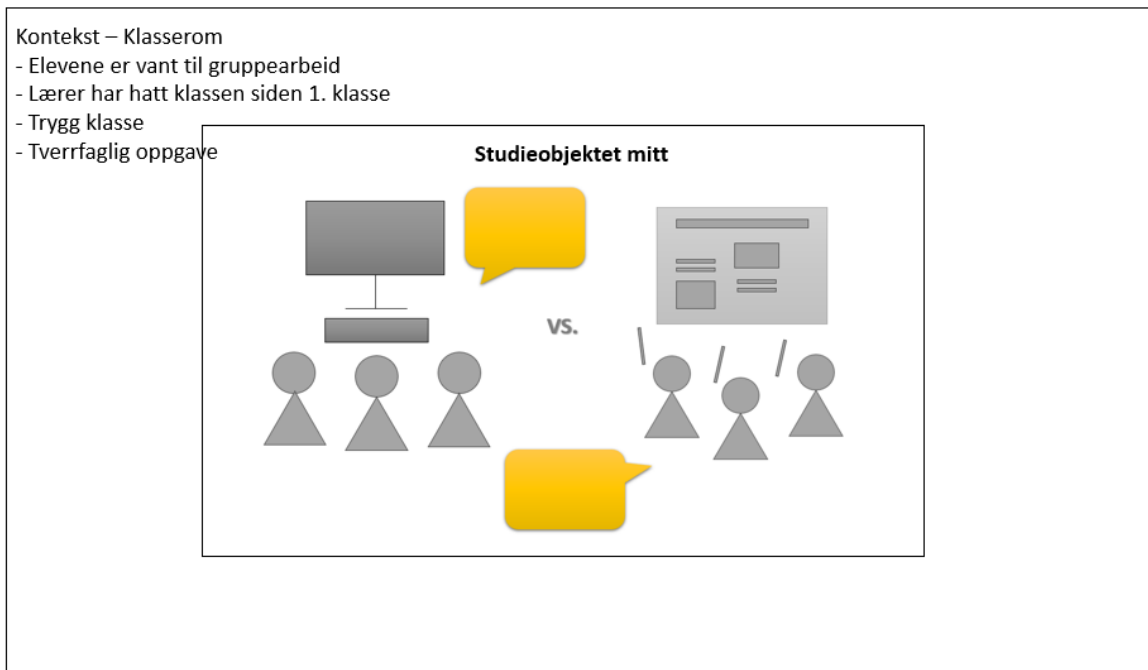 Kontekst – Klasserom
- Elevene er vant til gruppearbeid
- Lærer har hatt klassen siden 1. klasse
- Trygg klasse
- Tverrfaglig oppgave
Studieobjektet mitt
vs.